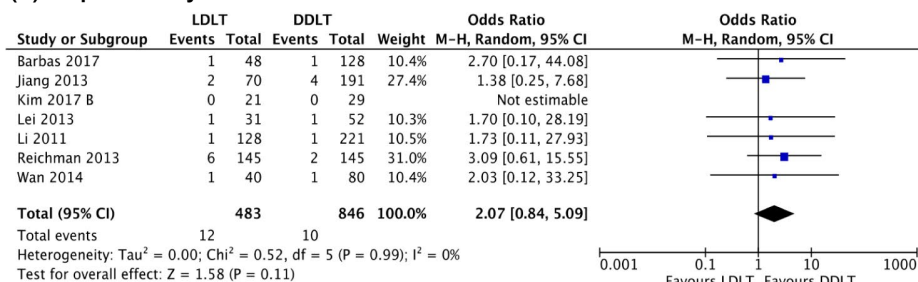 LDLT DDLT Odds Ratio Odds Ratio
Study or Subgroup Events Total Events Total Weight M-H, Random, 95% CI M-H, Random, 95% CI
Barbas 2017 1 48 1 128 10.4% 2.70 [0.17, 44.08]
Jiang 2013 2 70 4 191 27.4% 1.38 [0.25, 7.68]
Kim 2017 B 0 21 0 29 Not estimable
Lei 2013 1 31 1 52 10.3% 1.70 [0.10, 28.19]
Li 2011 1 128 1 221 10.5% 1.73 [0.11, 27.93]
Reichman 2013 6 145 2 145 31.0% 3.09 [0.61, 15.55]
Wan 2014 1 40 1 80 10.4% 2.03 [0.12, 33.25]
Total (95% CI) 483 846 100.0% 2.07 [0.84, 5.09]
Total events 12 10
Heterogeneity: Tau² = 0.00; Chi² = 0.52, df = 5 (P = 0.99); I² = 0%
Test for overall effect: Z = 1.58 (P = 0.11)
0.001 0.1 1 10 1000
Favours LDLT Favours DDLT